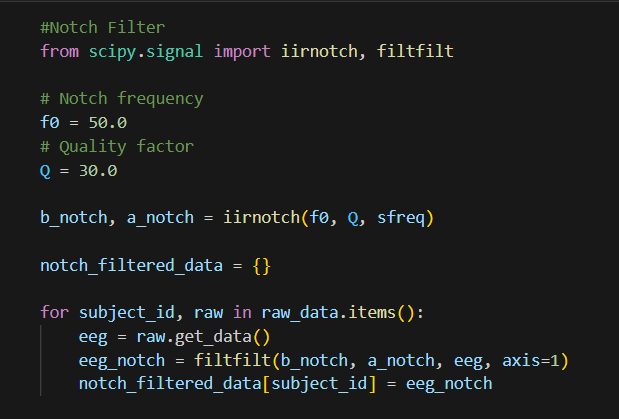 #Notch Filter
from scipy.signal import iirnotch, filtfilt
# Notch frequency
f0 = 50.0
# Quality factor
Q = 30.0
b_notch, a_notch = iirnotch(f0, Q, sfreq)
notch_filtered_data = {}
for subject_id, raw in raw_data.items():
    eeg = raw.get_data()
    eeg_notch = filtfilt(b_notch, a_notch, eeg, axis=1)
    notch_filtered_data[subject_id] = eeg_notch